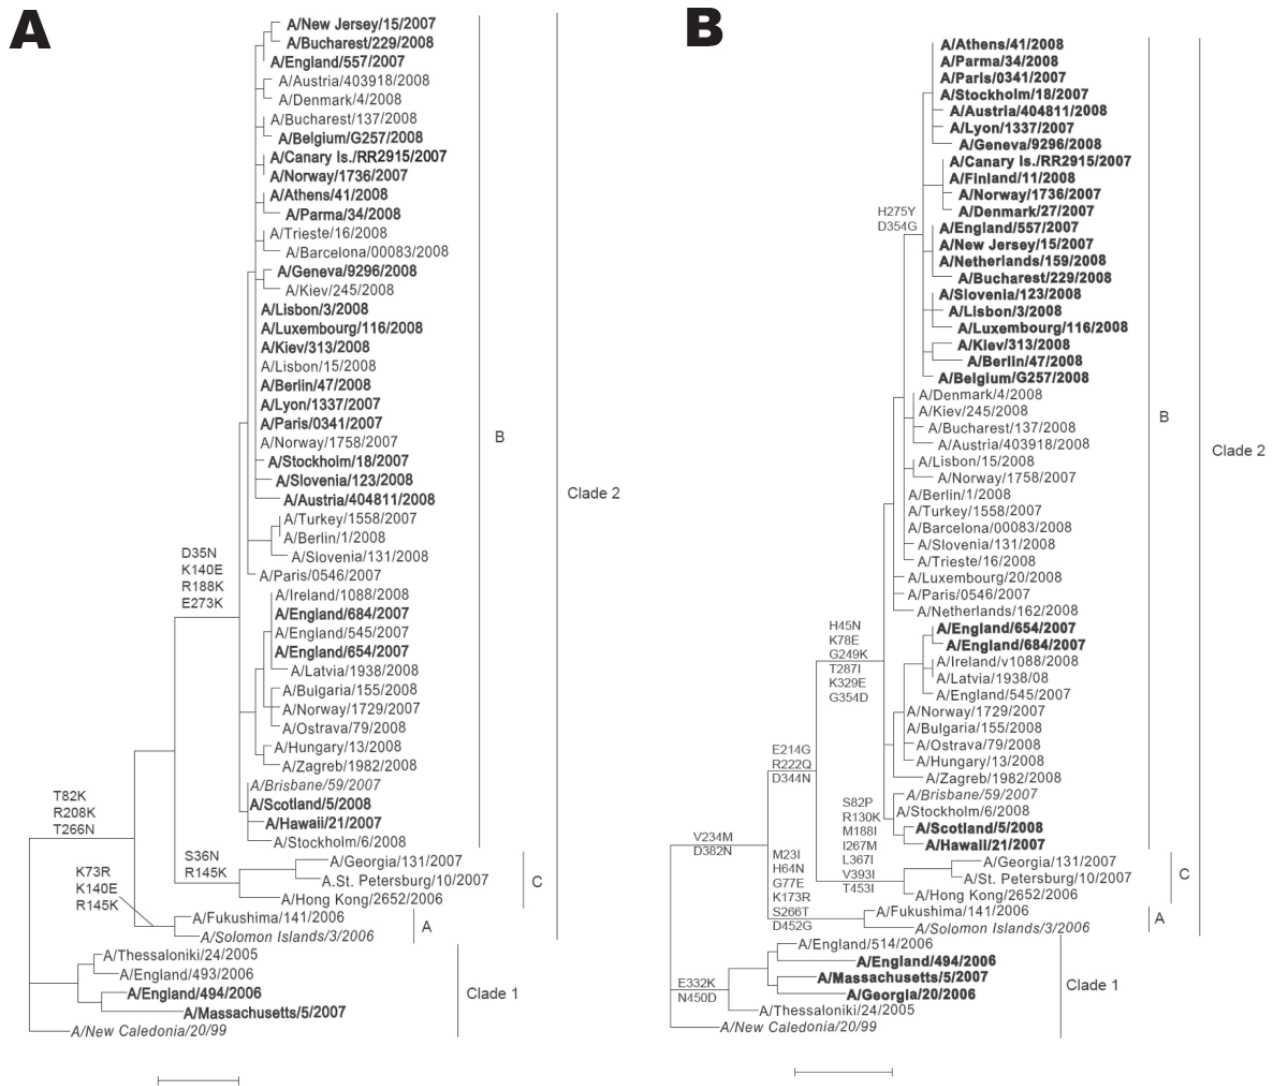 A
A/New Jersey/15/2007
A/Bucharest/229/2008
A/England/557/2007
A/Austria/403918/2008
A/Denmark/4/2008
A/Bucharest/137/2008
A/Belgium/G257/2008
A/Canary Is./RR2915/2007
A/Norway/1736/2007
A/Athens/41/2008
A/Parma/34/2008
A/Trieste/16/2008
A/Barcelona/00083/2008
A/Geneva/9296/2008
A/Kiev/245/2008
A/Lisbon/3/2008
A/Luxembourg/116/2008
A/Kiev/313/2008
A/Lisbon/15/2008
A/Berlin/47/2008
A/Lyon/1337/2007
A/Paris/0341/2007
A/Norway/1758/2007
A/Stockholm/18/2007
A/Slovenia/123/2008
A/Austria/404811/2008
A/Turkey/1558/2007
A/Berlin/1/2008
A/Slovenia/131/2008
A/Paris/0546/2007
A/Ireland/1088/2008
A/England/684/2007
A/England/545/2007
A/England/654/2007
A/Latvia/1938/2008
A/Bulgaria/155/2008
A/Norway/1729/2007
A/Ostrava/79/2008
A/Hungary/13/2008
A/Zagreb/1982/2008
A/Brisbane/59/2007
A/Scotland/5/2008
A/Hawaii/21/2007
A/Stockholm/6/2008
A/Georgia/131/2007
A.St. Petersburg/10/2007
A/Hong Kong/2652/2006
A/Fukushima/141/2006
A/Solomon Islands/3/2006
A/Thessaloniki/24/2005
A/England/493/2006
A/England/494/2006
A/Massachusetts/5/2007
A/New Caledonia/20/99
D35N
K140E
R188K
E273K
T82K
R208K
T266N
S36N
R145K
K73R
K140E
R145K
B
C
A
Clade 2
Clade 1
B
A/Athens/41/2008
A/Parma/34/2008
A/Paris/0341/2007
A/Stockholm/18/2007
A/Austria/404811/2008
A/Lyon/1337/2007
A/Geneva/9296/2008
A/Canary Is./RR2915/2007
A/Finland/11/2008
A/Norway/1736/2007
A/Denmark/27/2007
A/England/557/2007
A/New Jersey/15/2007
A/Netherlands/159/2008
A/Bucharest/229/2008
A/Slovenia/123/2008
A/Lisbon/3/2008
A/Luxembourg/116/2008
A/Kiev/313/2008
A/Berlin/47/2008
A/Belgium/G257/2008
A/Denmark/4/2008
A/Kiev/245/2008
A/Bucharest/137/2008
A/Austria/403918/2008
A/Lisbon/15/2008
A/Norway/1758/2007
A/Berlin/1/2008
A/Turkey/1558/2007
A/Barcelona/00083/2008
A/Slovenia/131/2008
A/Trieste/16/2008
A/Luxembourg/20/2008
A/Paris/0546/2007
A/Netherlands/162/2008
A/England/654/2007
A/England/684/2007
A/Ireland/v1088/2008
A/Latvia/1938/08
A/England/545/2007
A/Norway/1729/2007
A/Bulgaria/155/2008
A/Ostrava/79/2008
A/Hungary/13/2008
A/Zagreb/1982/2008
A/Brisbane/59/2007
A/Stockholm/6/2008
A/Scotland/5/2008
A/Hawaii/21/2007
A/Georgia/131/2007
A/St. Petersburg/10/2007
A/Hong Kong/2652/2006
A/Fukushima/141/2006
A/Solomon Islands/3/2006
A/England/514/2006
A/England/494/2006
A/Massachusetts/5/2007
A/Georgia/20/2006
A/Thessaloniki/24/2005
A/New Caledonia/20/99
H275Y
D354G
H45N
K78E
G249K
T287I
K329E
G354D
E214G
R222Q
D344N
S82P
R130K
M188I
I267M
L367I
V393I
T453I
V234M
D382N
M23I
H64N
G77E
K173R
S266T
D452G
E332K
N450D
B
C
A
Clade 2
Clade 1